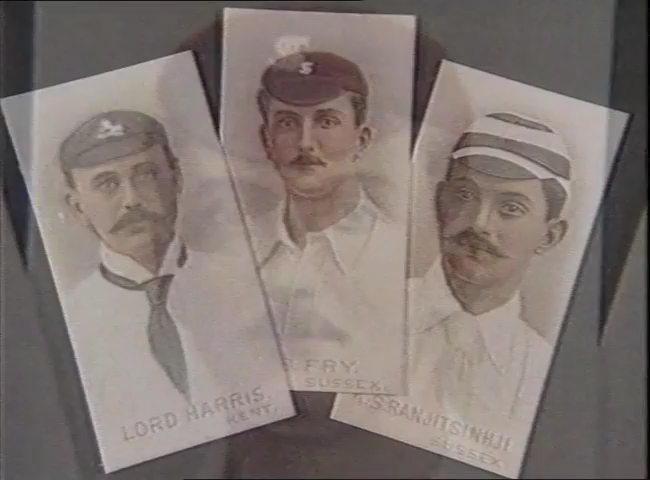 LORD HARRIS.
KENT.
FRY.
SUSSEX.
S. RANJITSINHJI
SUSSEX.
S